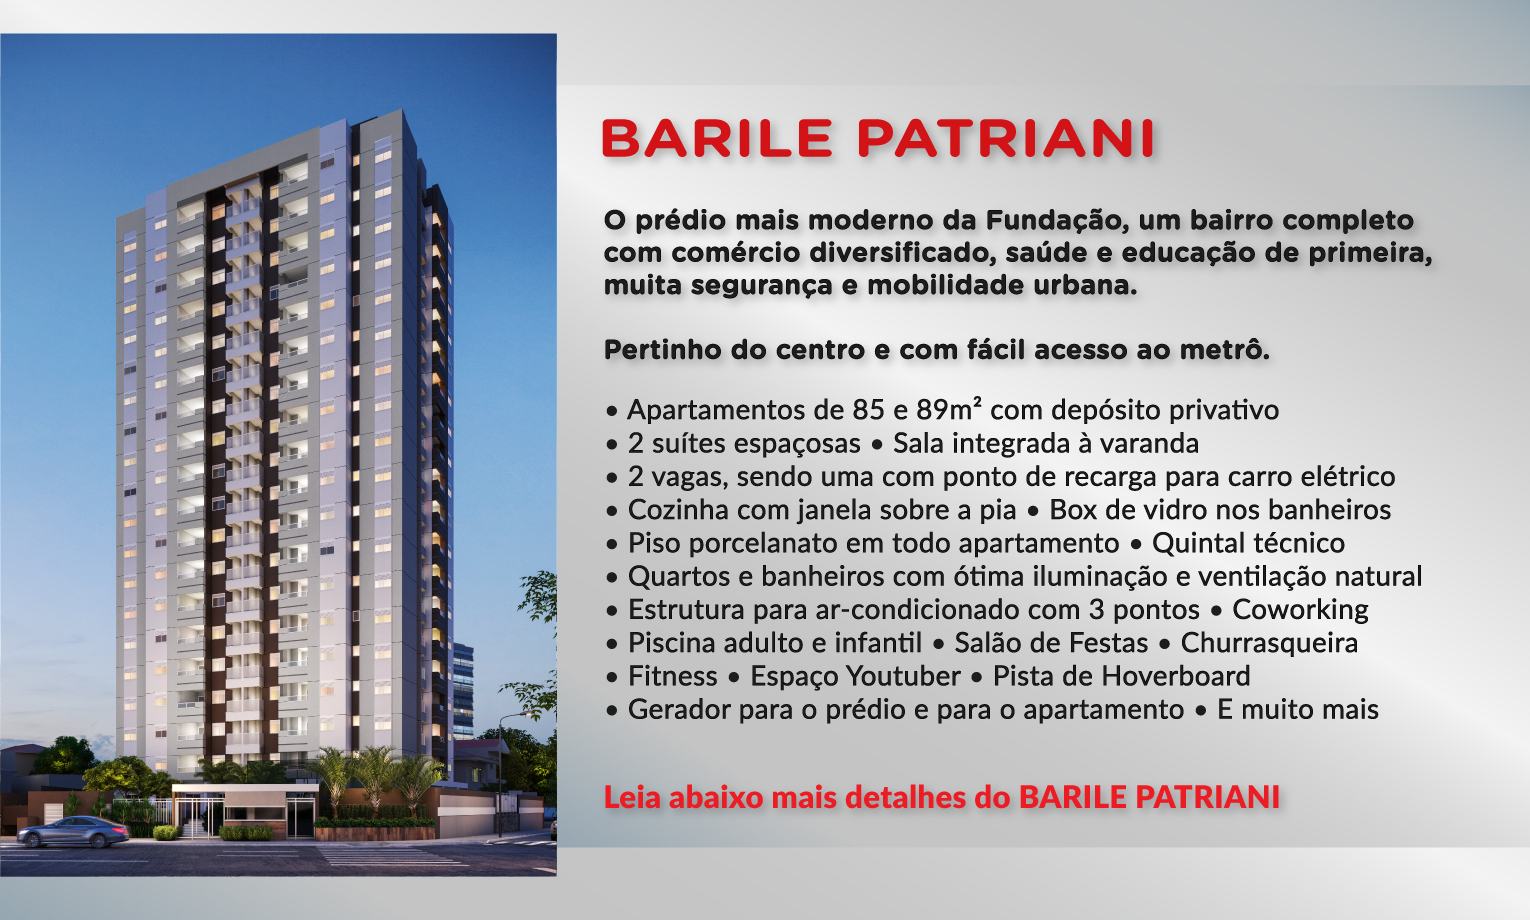 BARILE PATRIANI
O prédio mais moderno da Fundação, um bairro completo
com comércio diversificado, saúde e educação de primeira,
muita segurança e mobilidade urbana.
Pertinho do centro e com fácil acesso ao metrô.
• Apartamentos de 85 e 89m² com depósito privativo
• 2 suítes espaçosas • Sala integrada à varanda
• 2 vagas, sendo uma com ponto de recarga para carro elétrico
• Cozinha com janela sobre a pia • Box de vidro nos banheiros
• Piso porcelanato em todo apartamento • Quintal técnico
• Quartos e banheiros com ótima iluminação e ventilação natural
• Estrutura para ar-condicionado com 3 pontos • Coworking
• Piscina adulto e infantil • Salão de Festas • Churrasqueira
• Fitness • Espaço Youtuber • Pista de Hoverboard
• Gerador para o prédio e para o apartamento • E muito mais
Leia abaixo mais detalhes do BARILE PATRIANI